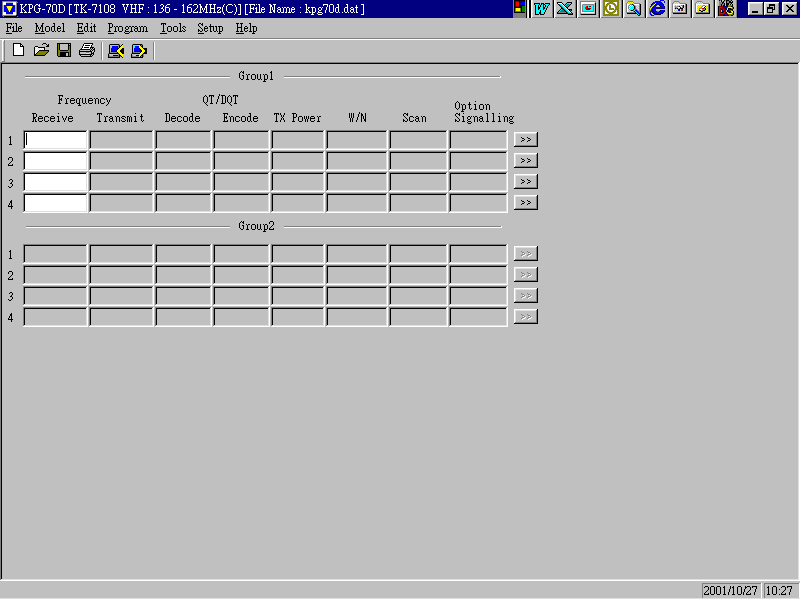 KPG-70D [TK-7108 VHF : 136 - 162MHz(C)] [File Name : kpg70d.dat ]
File Model Edit Program Tools Setup Help
Group1
Frequency QT/DQT Option
Receive Transmit Decode Encode TX Power W/N Scan Signalling
1 >>
2 >>
3 >>
4 >>
Group2
1 >>
2 >>
3 >>
4 >>
2001/10/27 10:27